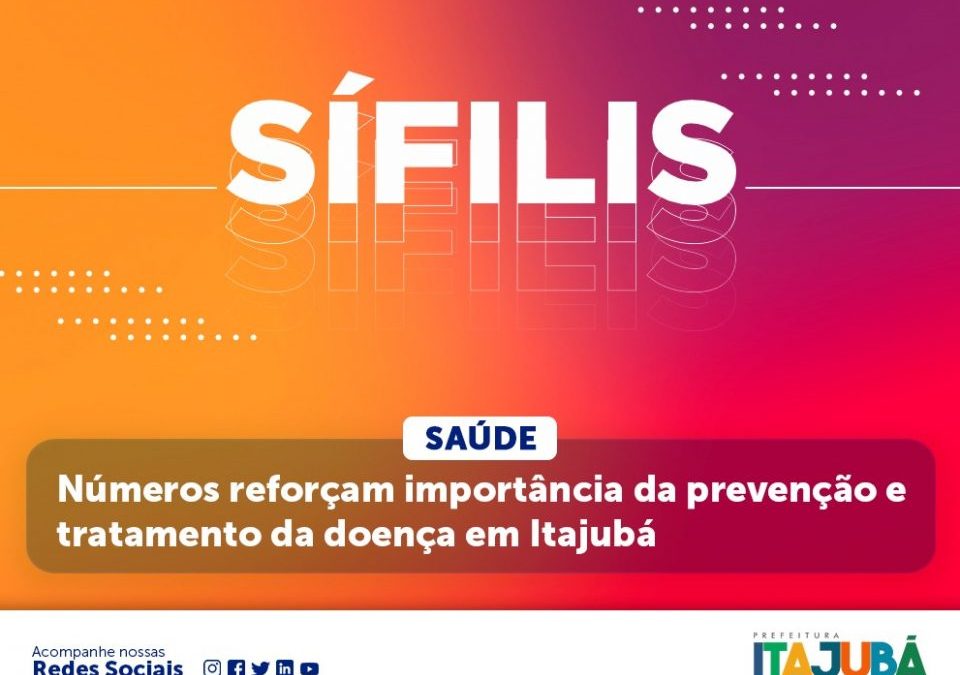 SÍFILIS
SAÚDE
Números reforçam importância da prevenção e
tratamento da doença em Itajubá
Acompanhe nossas
Redes Sociais
PREFEITURA
ITAJUBÁ